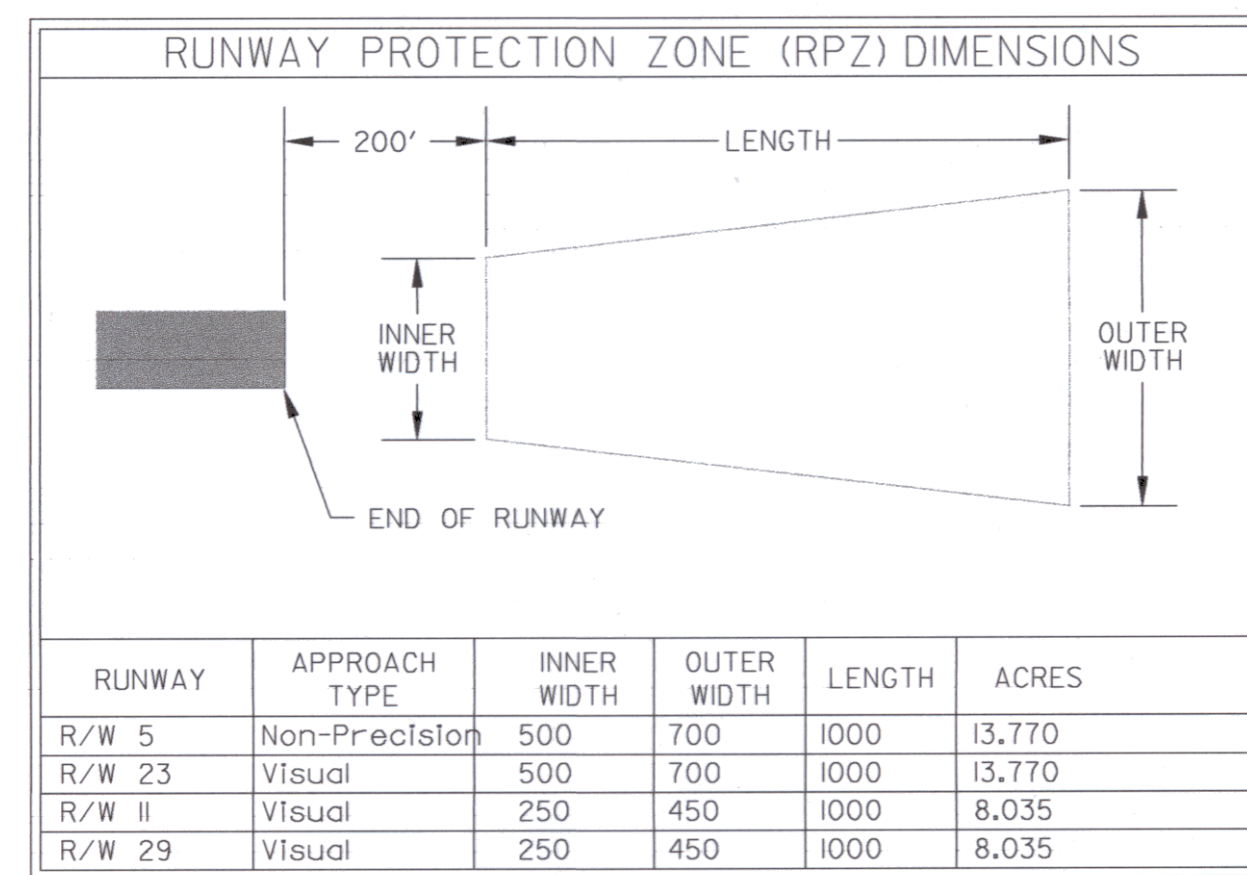 RUNWAY PROTECTION ZONE (RPZ) DIMENSIONS
200'
LENGTH
INNER
WIDTH
OUTER
WIDTH
END OF RUNWAY
RUNWAY APPROACH TYPE INNER WIDTH OUTER WIDTH LENGTH ACRES
R/W 5 Non-Precision 500 700 1000 13.770
R/W 23 Visual 500 700 1000 13.770
R/W 11 Visual 250 450 1000 8.035
R/W 29 Visual 250 450 1000 8.035